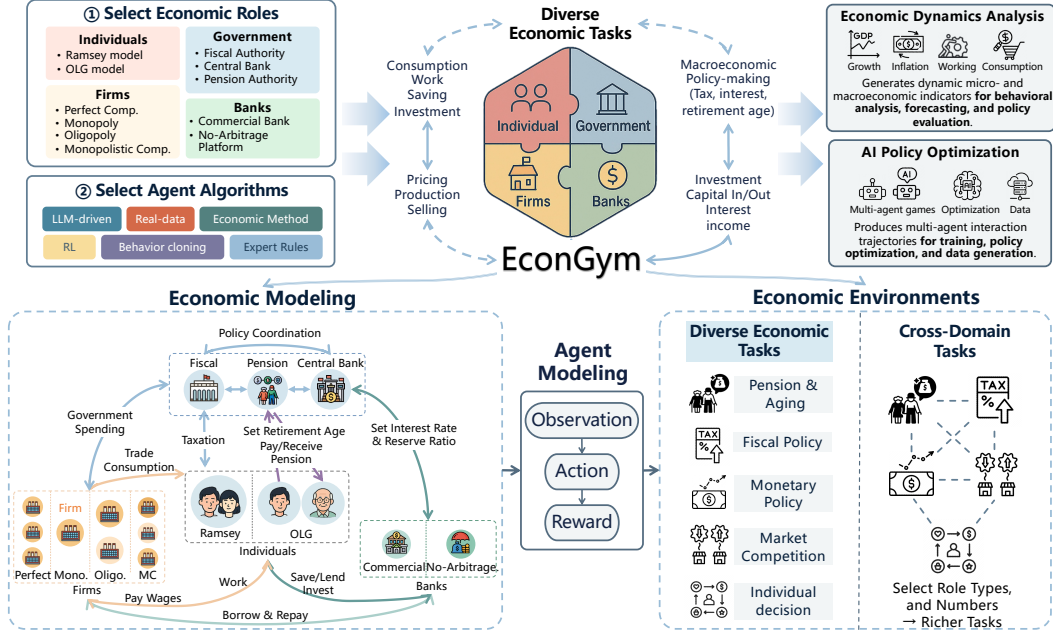 ① Select Economic Roles
Individuals
• Ramsey model
• OLG model
Government
• Fiscal Authority
• Central Bank
• Pension Authority
Firms
• Perfect Comp.
• Monopoly
• Oligopoly
• Monopolistic Comp.
Banks
• Commercial Bank
• No-Arbitrage
Platform
② Select Agent Algorithms
LLM-driven
Real-data
Economic Method
RL
Behavior cloning
Expert Rules
Diverse
Economic Tasks
Consumption
Work
Saving
Investment
Pricing
Production
Selling
Individual
Government
Firms
Banks
$
EconGym
Macroeconomic
Policy-making
(Tax, interest,
retirement age)
Investment
Capital In/Out
Interest
income
Economic Dynamics Analysis
GDP
Growth
Inflation
Working
Consumption
Generates dynamic micro- and
macroeconomic indicators for behavioral
analysis, forecasting, and policy
evaluation.
AI Policy Optimization
AI
Multi-agent games
Optimization
Data
Produces multi-agent interaction
trajectories for training, policy
optimization, and data generation.
Economic Modeling
Policy Coordination
Fiscal
Pension
Central Bank
Government
Spending
Taxation
Set Retirement Age
Pay/Receive
Pension
Set Interest Rate
& Reserve Ratio
Trade
Consumption
Firm
Perfect
Mono.
Oligo.
MC
Firms
Ramsey
OLG
Individuals
Commercial
No-Arbitrage.
Banks
Work
Pay Wages
Save/Lend
Invest
Borrow & Repay
Agent
Modeling
Observation
Action
Reward
Economic Environments
Diverse Economic
Tasks
Pension &
Aging
TAX
%
Fiscal Policy
$
Monetary
Policy
Market
Competition
Individual
decision
Cross-Domain
Tasks
TAX
%
$
Select Role Types,
and Numbers
→ Richer Tasks